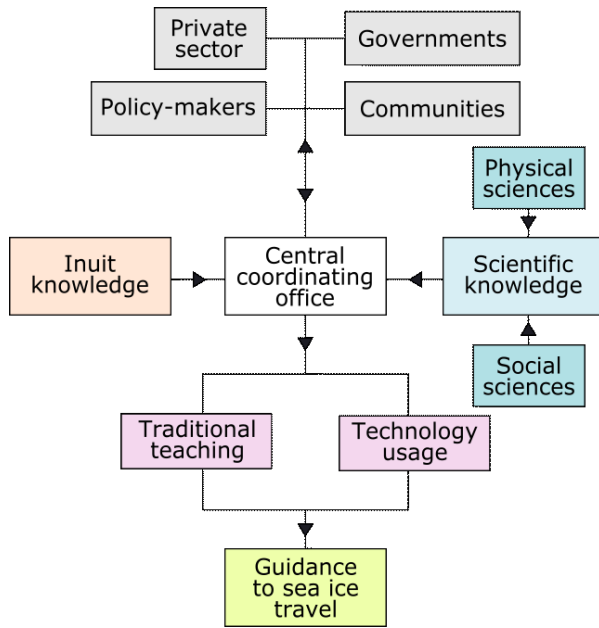 Private
sector
Governments
Policy-makers
Communities
Physical
sciences
Inuit
knowledge
Central
coordinating
office
Scientific
knowledge
Social
sciences
Traditional
teaching
Technology
usage
Guidance
to sea ice
travel